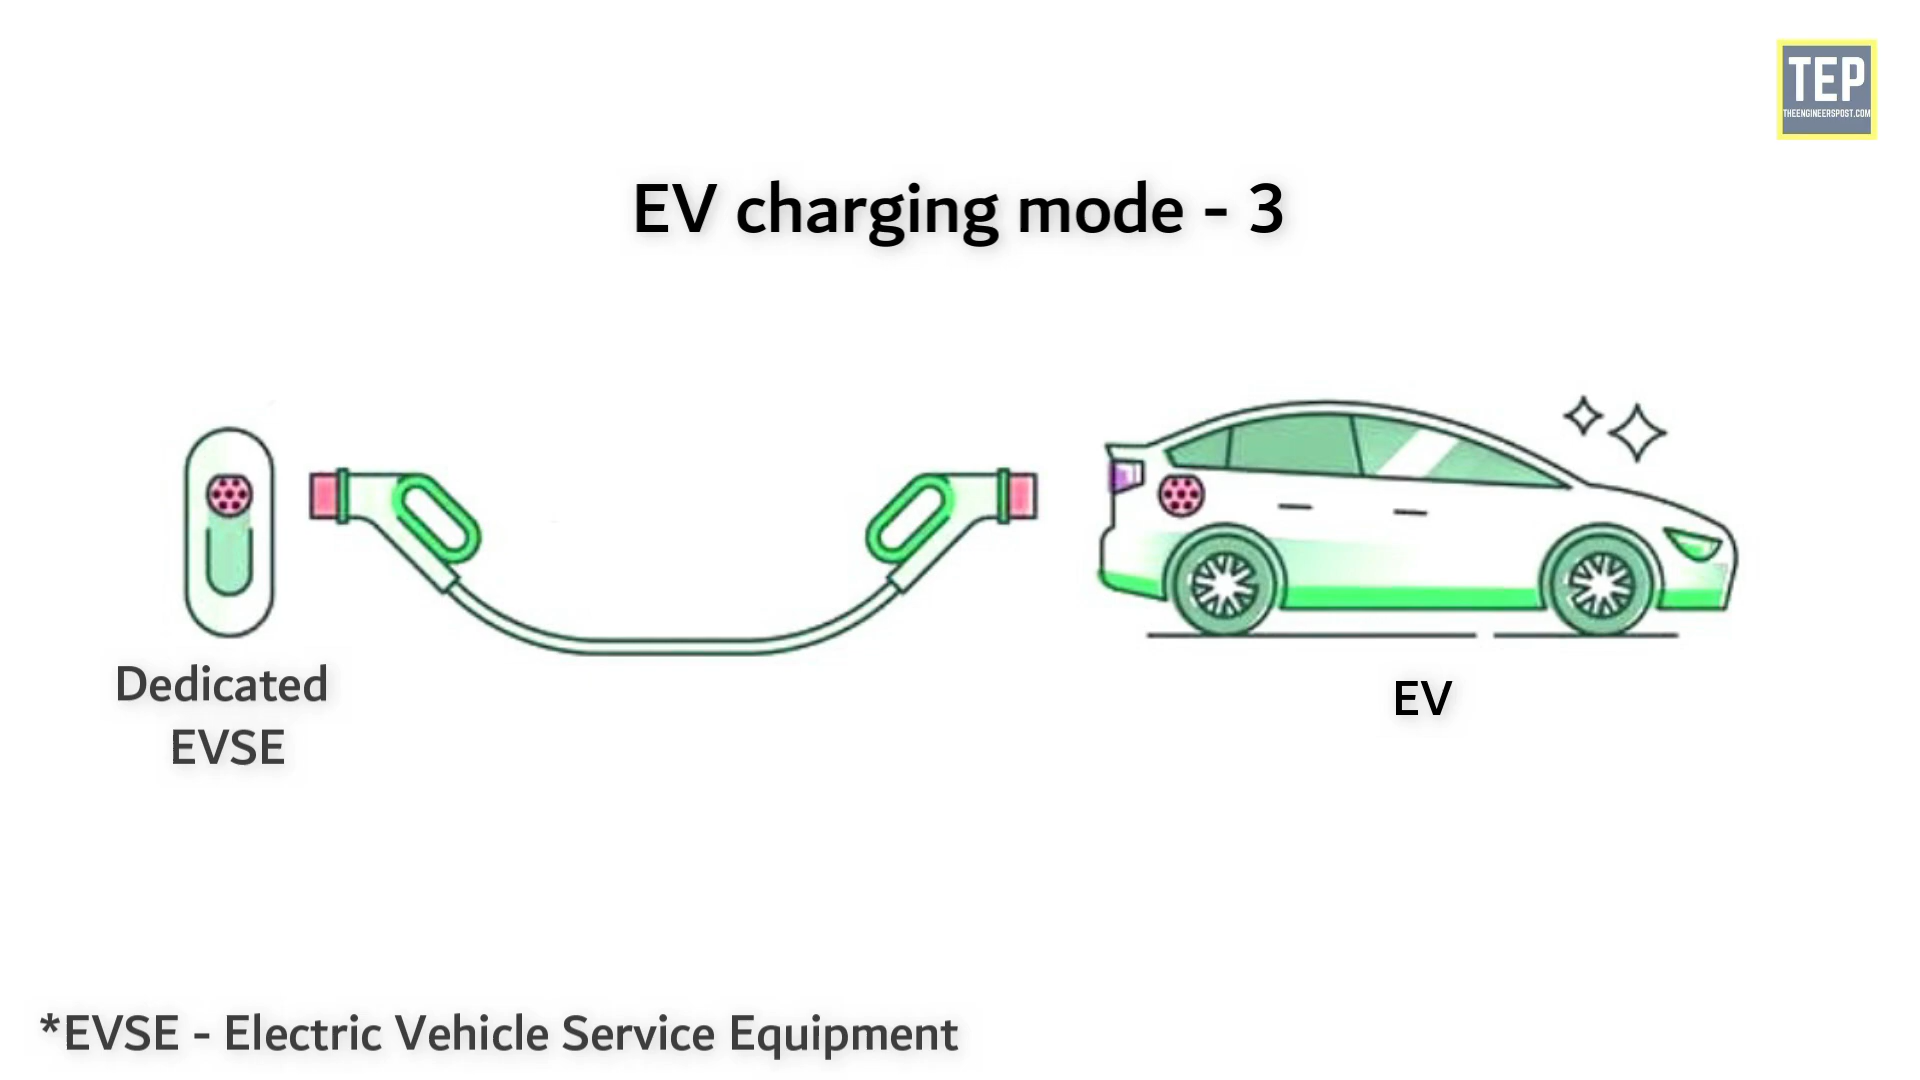 TEP
THEENGINEERSPOST.COM
EV charging mode - 3
Dedicated
EVSE
EV
*EVSE - Electric Vehicle Service Equipment